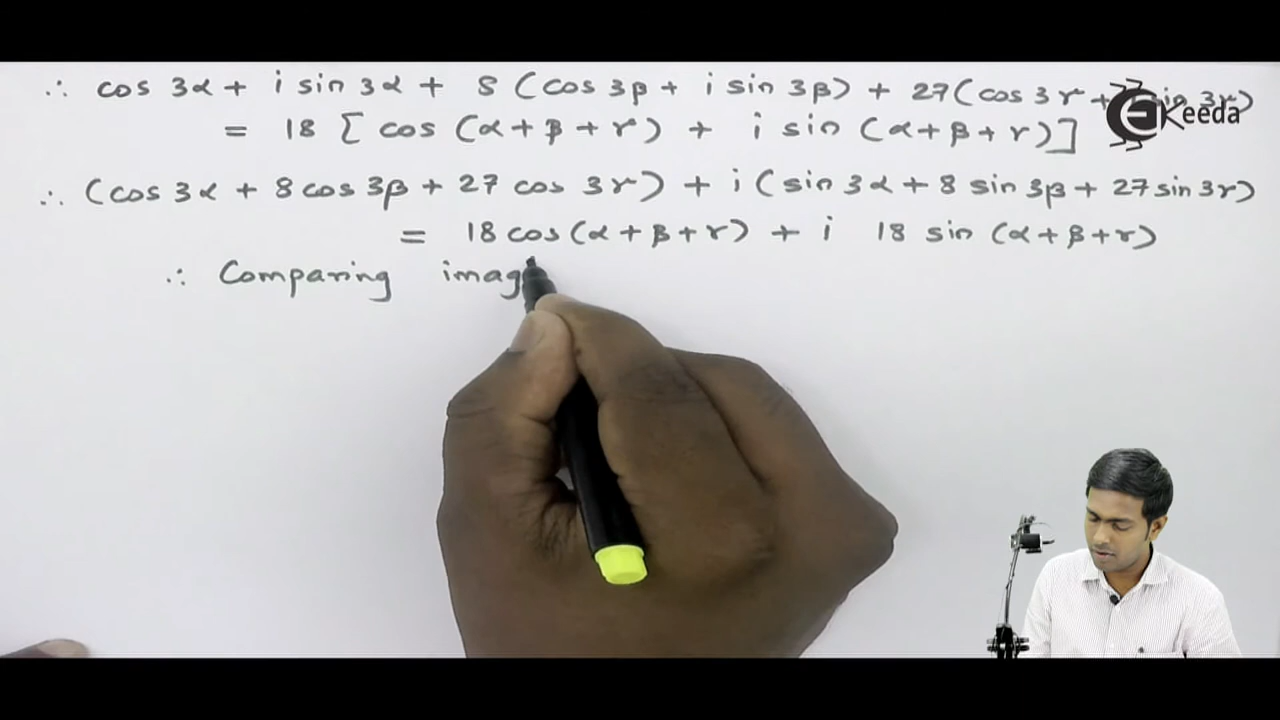 ∴ cos 3α + i sin 3α + 8 (cos 3β + i sin 3β) + 27 (cos 3γ + sin 3γ)
= 18 [ cos (α + β + γ) + i sin (α + β + γ) ]
EKeeda
∴ (cos 3α + 8 cos 3β + 27 cos 3γ) + i (sin 3α + 8 sin 3β + 27 sin 3γ)
= 18 cos (α + β + γ) + i 18 sin (α + β + γ)
∴ Comparing imag